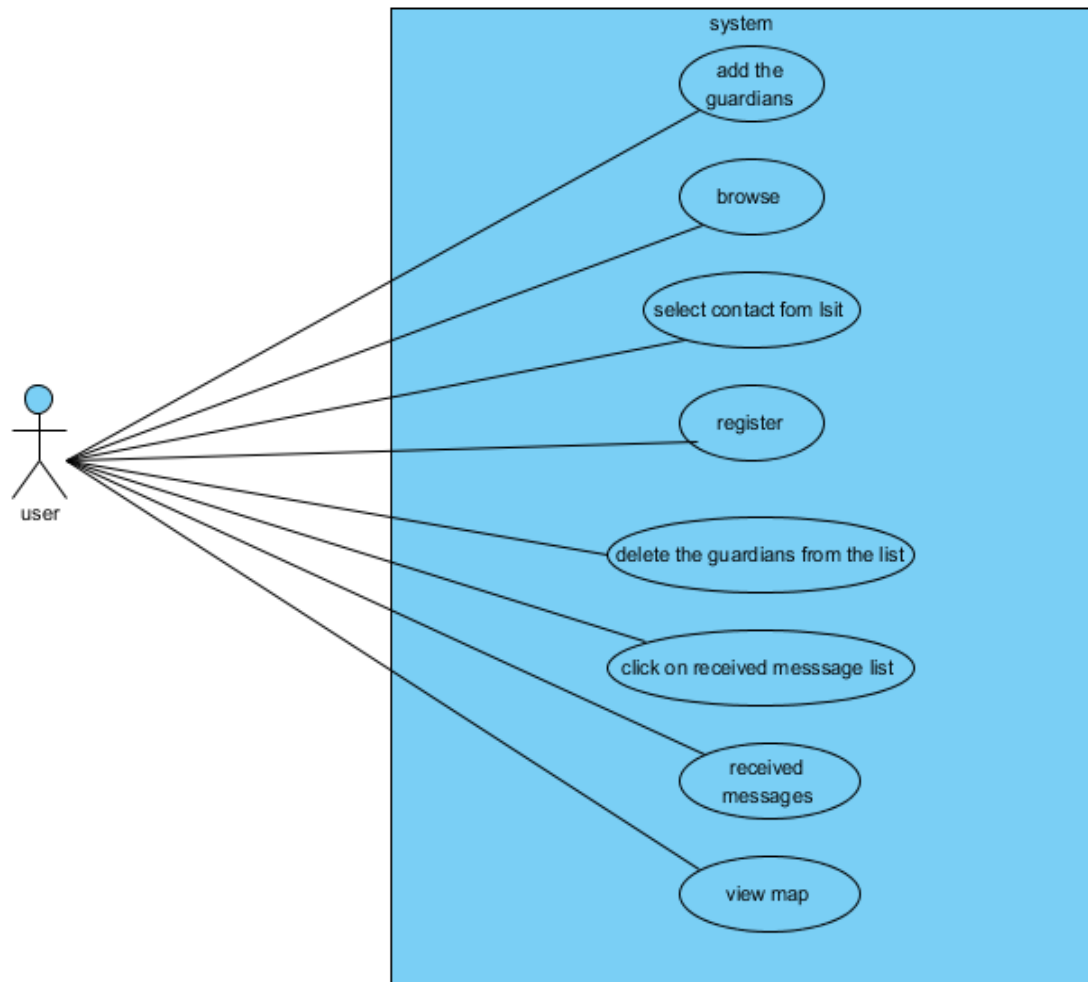 system
add the
guardians
browse
select contact fom lsit
register
user
delete the guardians from the list
click on received messsage list
received
messages
view map